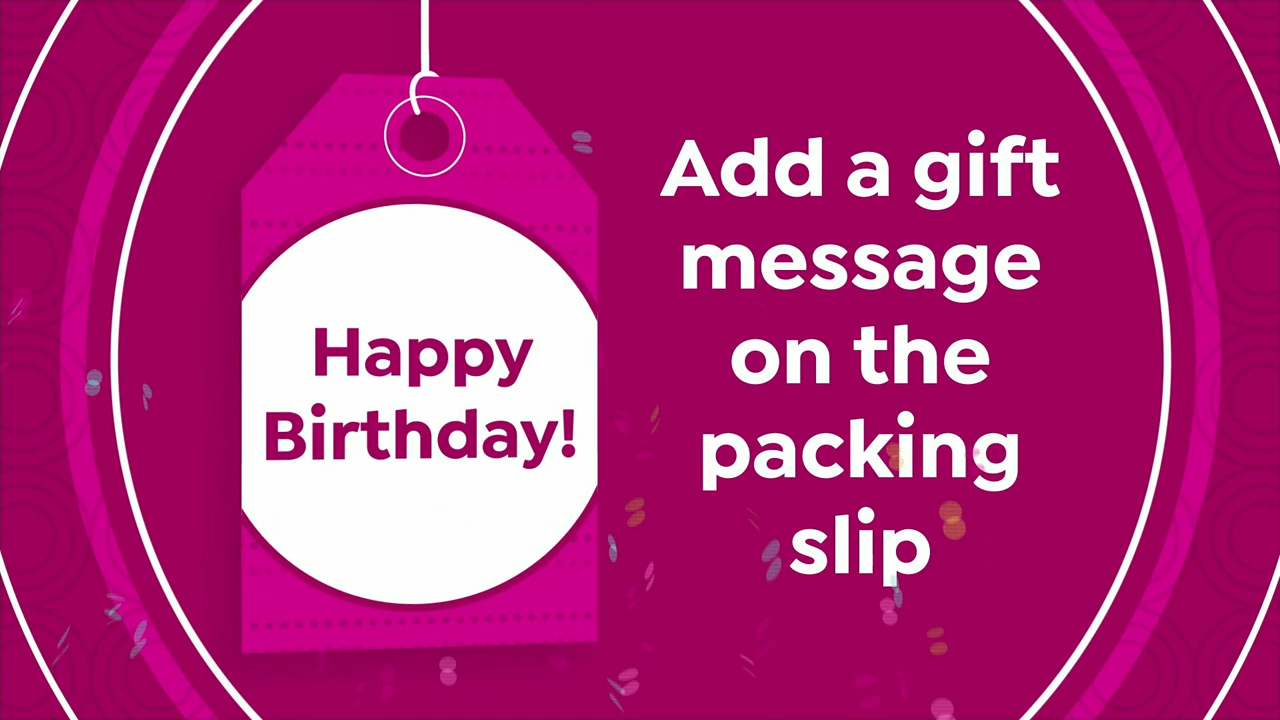 Happy
Birthday!
Add a gift
message
on the
packing
slip